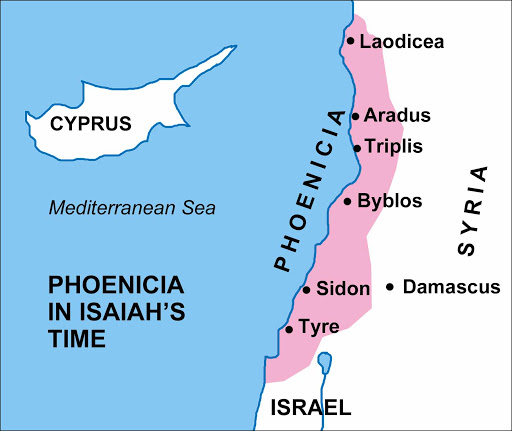 Laodicea
CYPRUS
Aradus
Triplis
PHOENICIA
SYRIA
Byblos
Mediterranean Sea
PHOENICIA
IN ISAIAH'S
TIME
Sidon
Damascus
Tyre
ISRAEL